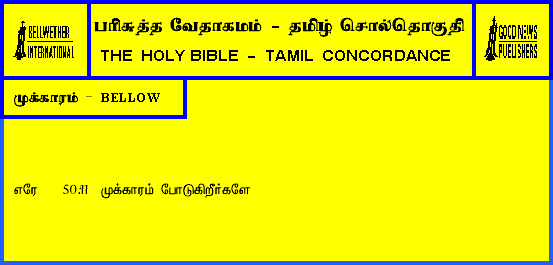 BELLWETHER
INTERNATIONAL
பரிசுத்த வேதாகமம் - தமிழ் சொல்தொகுதி
THE HOLY BIBLE - TAMIL CONCORDANCE
GOOD NEWS
PUBLISHERS
முக்காரம் - BELLOW
எரே 50:11 முக்காரம் போடுகிறீர்களே